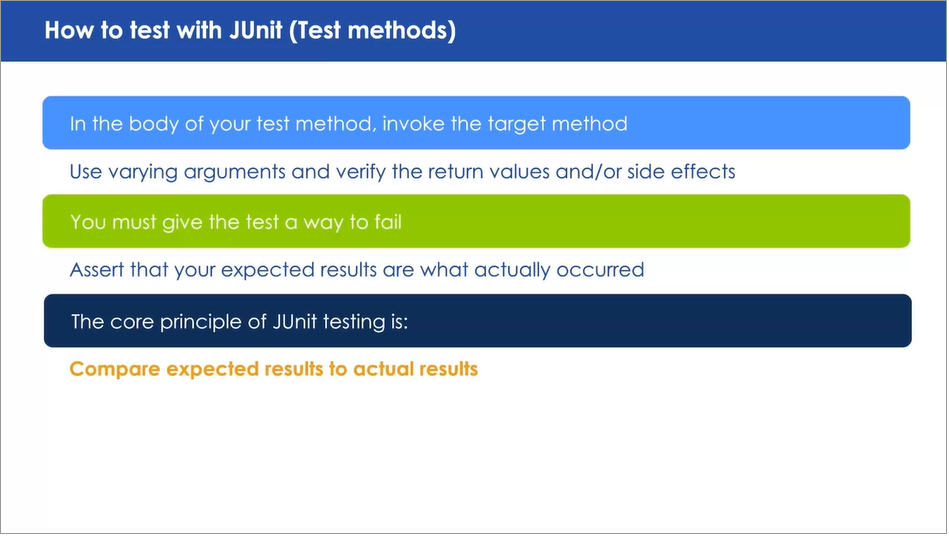 How to test with JUnit (Test methods)
In the body of your test method, invoke the target method
Use varying arguments and verify the return values and/or side effects
You must give the test a way to fail
Assert that your expected results are what actually occurred
The core principle of JUnit testing is:
Compare expected results to actual results